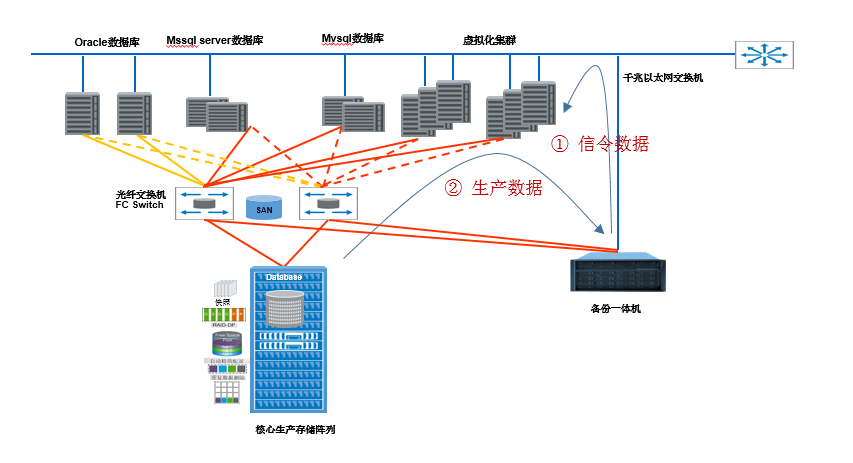 Oracle数据库
Mssql server数据库
Mysql数据库
虚拟化集群
千兆以太网交换机
① 信令数据
② 生产数据
光纤交换机
FC Switch
SAN
Database
快照
RAID-DP
备份一体机
核心生产存储阵列